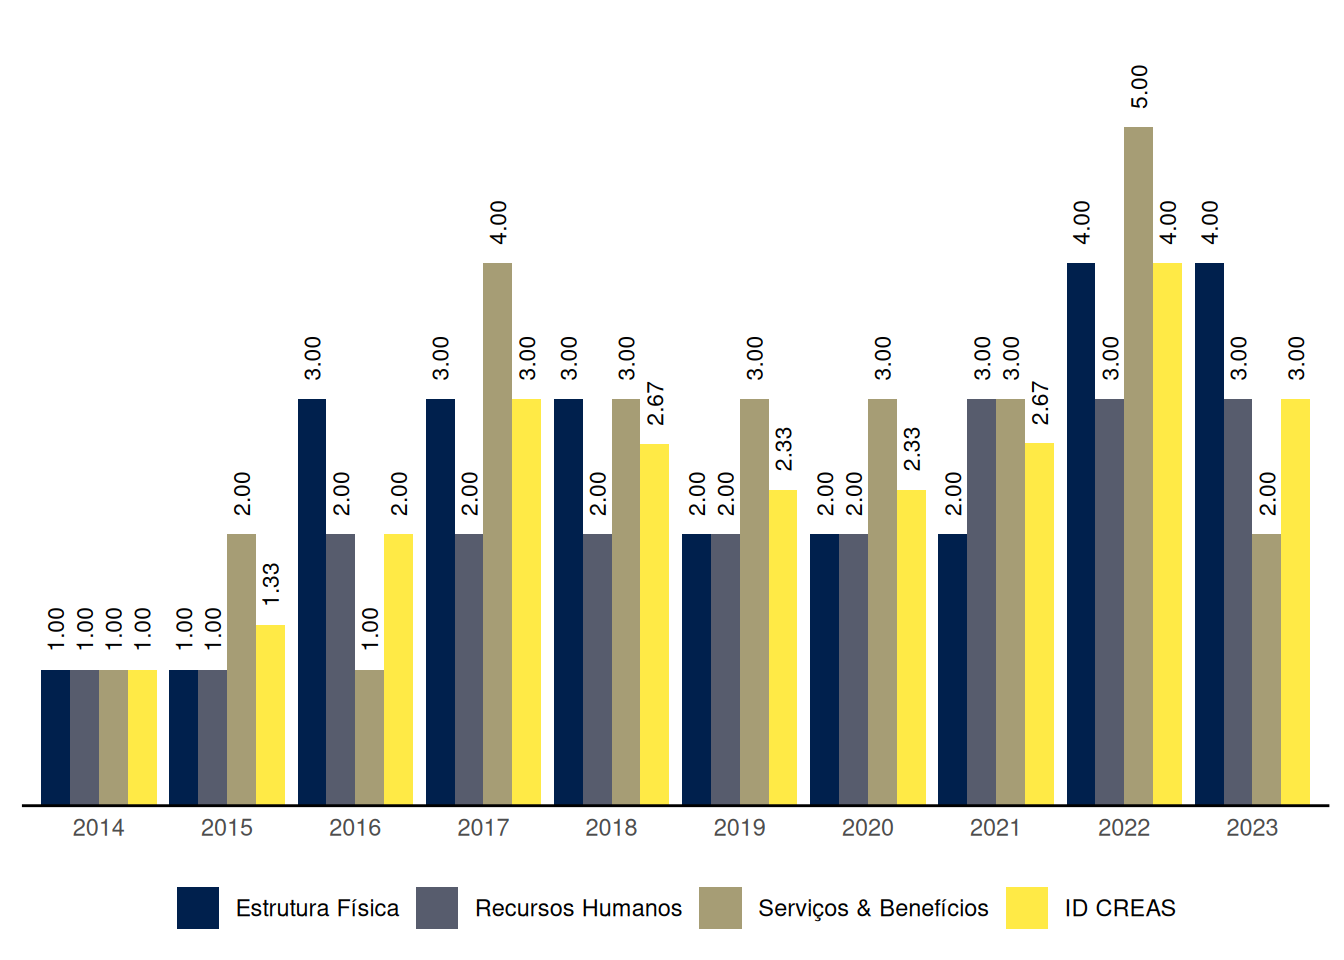 5.00
4.00 4.00 4.00 4.00
3.00 3.00 3.00 3.00 3.00 3.00 3.00 3.00 3.00 3.00 3.00
2.67 2.67
2.33 2.33
2.00 2.00 2.00 2.00 2.00 2.00 2.00 2.00 2.00 2.00 2.00
1.33
1.00 1.00 1.00 1.00 1.00 1.00 1.00
2014 2015 2016 2017 2018 2019 2020 2021 2022 2023
Estrutura Física Recursos Humanos Serviços & Benefícios ID CREAS